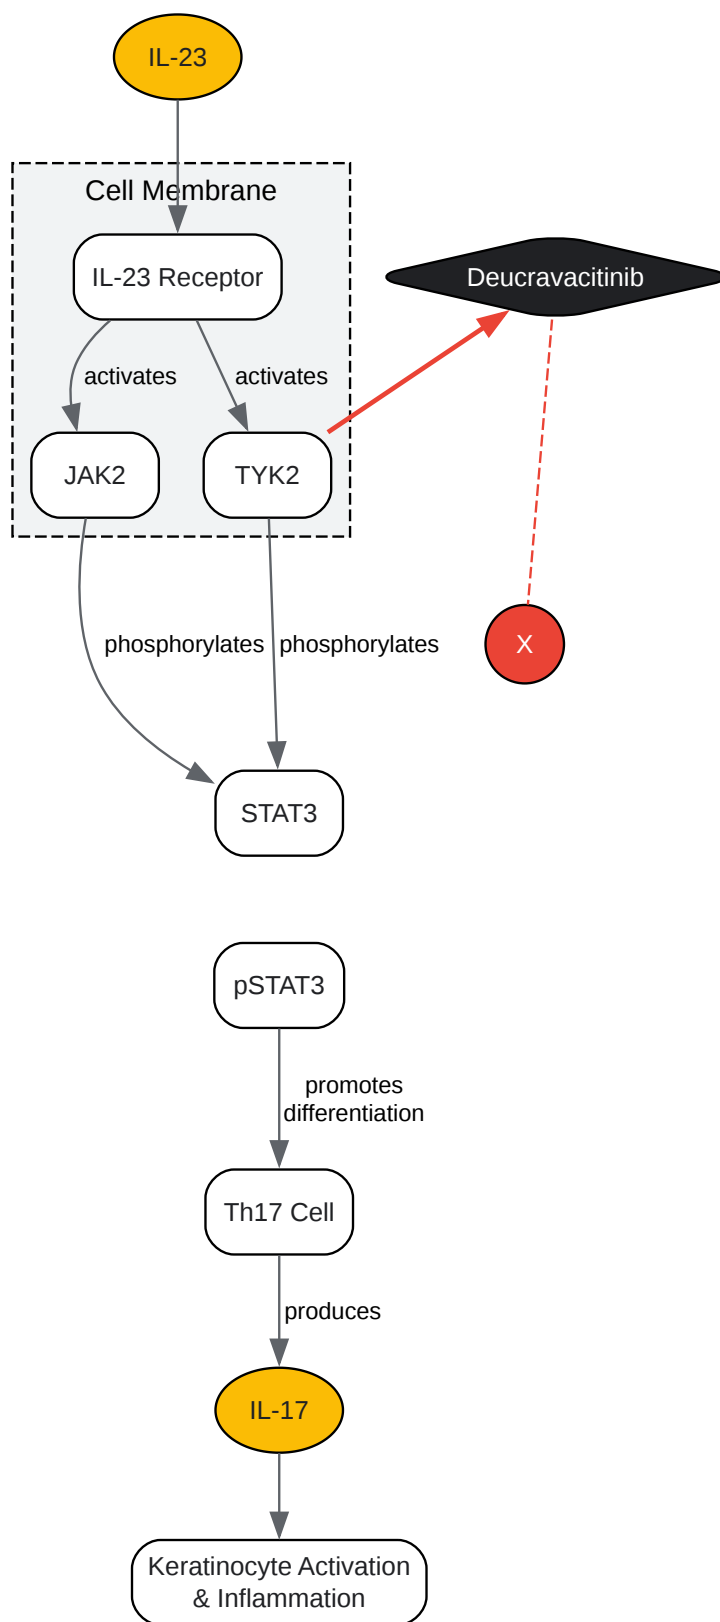 IL-23
Cell Membrane
IL-23 Receptor
Deucravacitinib
activates
activates
JAK2
TYK2
phosphorylates
phosphorylates
X
STAT3
pSTAT3
promotes
differentiation
Th17 Cell
produces
IL-17
Keratinocyte Activation
& Inflammation